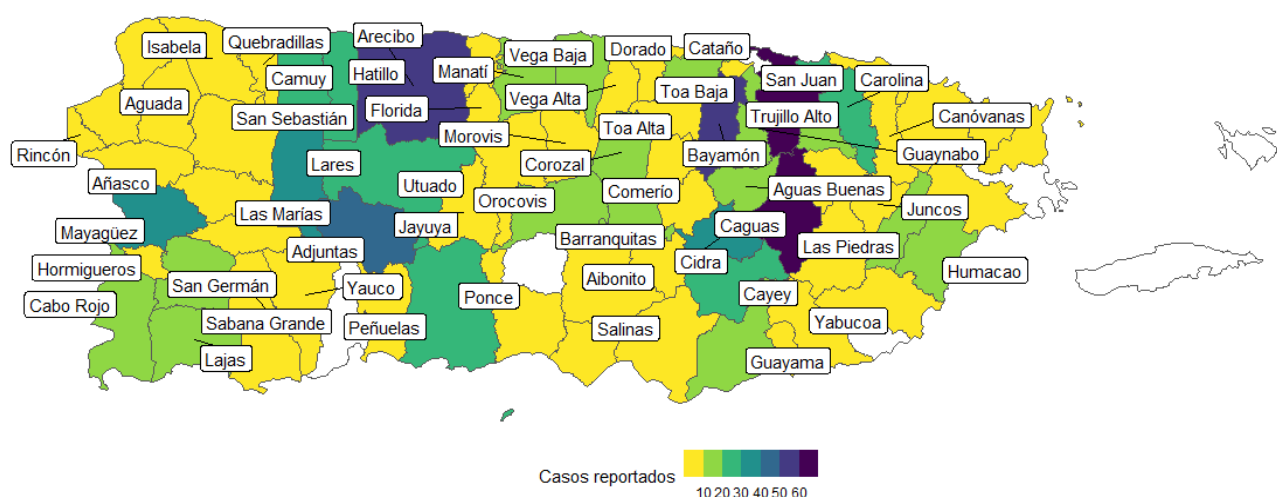 Arecibo
Isabela
Quebradillas
Vega Baja
Dorado
Cataño
Camuy
Hatillo
Manatí
San Juan
Carolina
Aguada
Florida
Vega Alta
Toa Baja
San Sebastián
Trujillo Alto
Canóvanas
Morovis
Toa Alta
Rincón
Lares
Corozal
Bayamón
Guaynabo
Añasco
Utuado
Orocovis
Comerío
Aguas Buenas
Las Marías
Jayuya
Caguas
Juncos
Mayagüez
Adjuntas
Barranquitas
Las Piedras
Hormigueros
San Germán
Yauco
Ponce
Aibonito
Cidra
Humacao
Cabo Rojo
Cayey
Sabana Grande
Peñuelas
Salinas
Yabucoa
Lajas
Guayama
Casos reportados
10 20 30 40 50 60